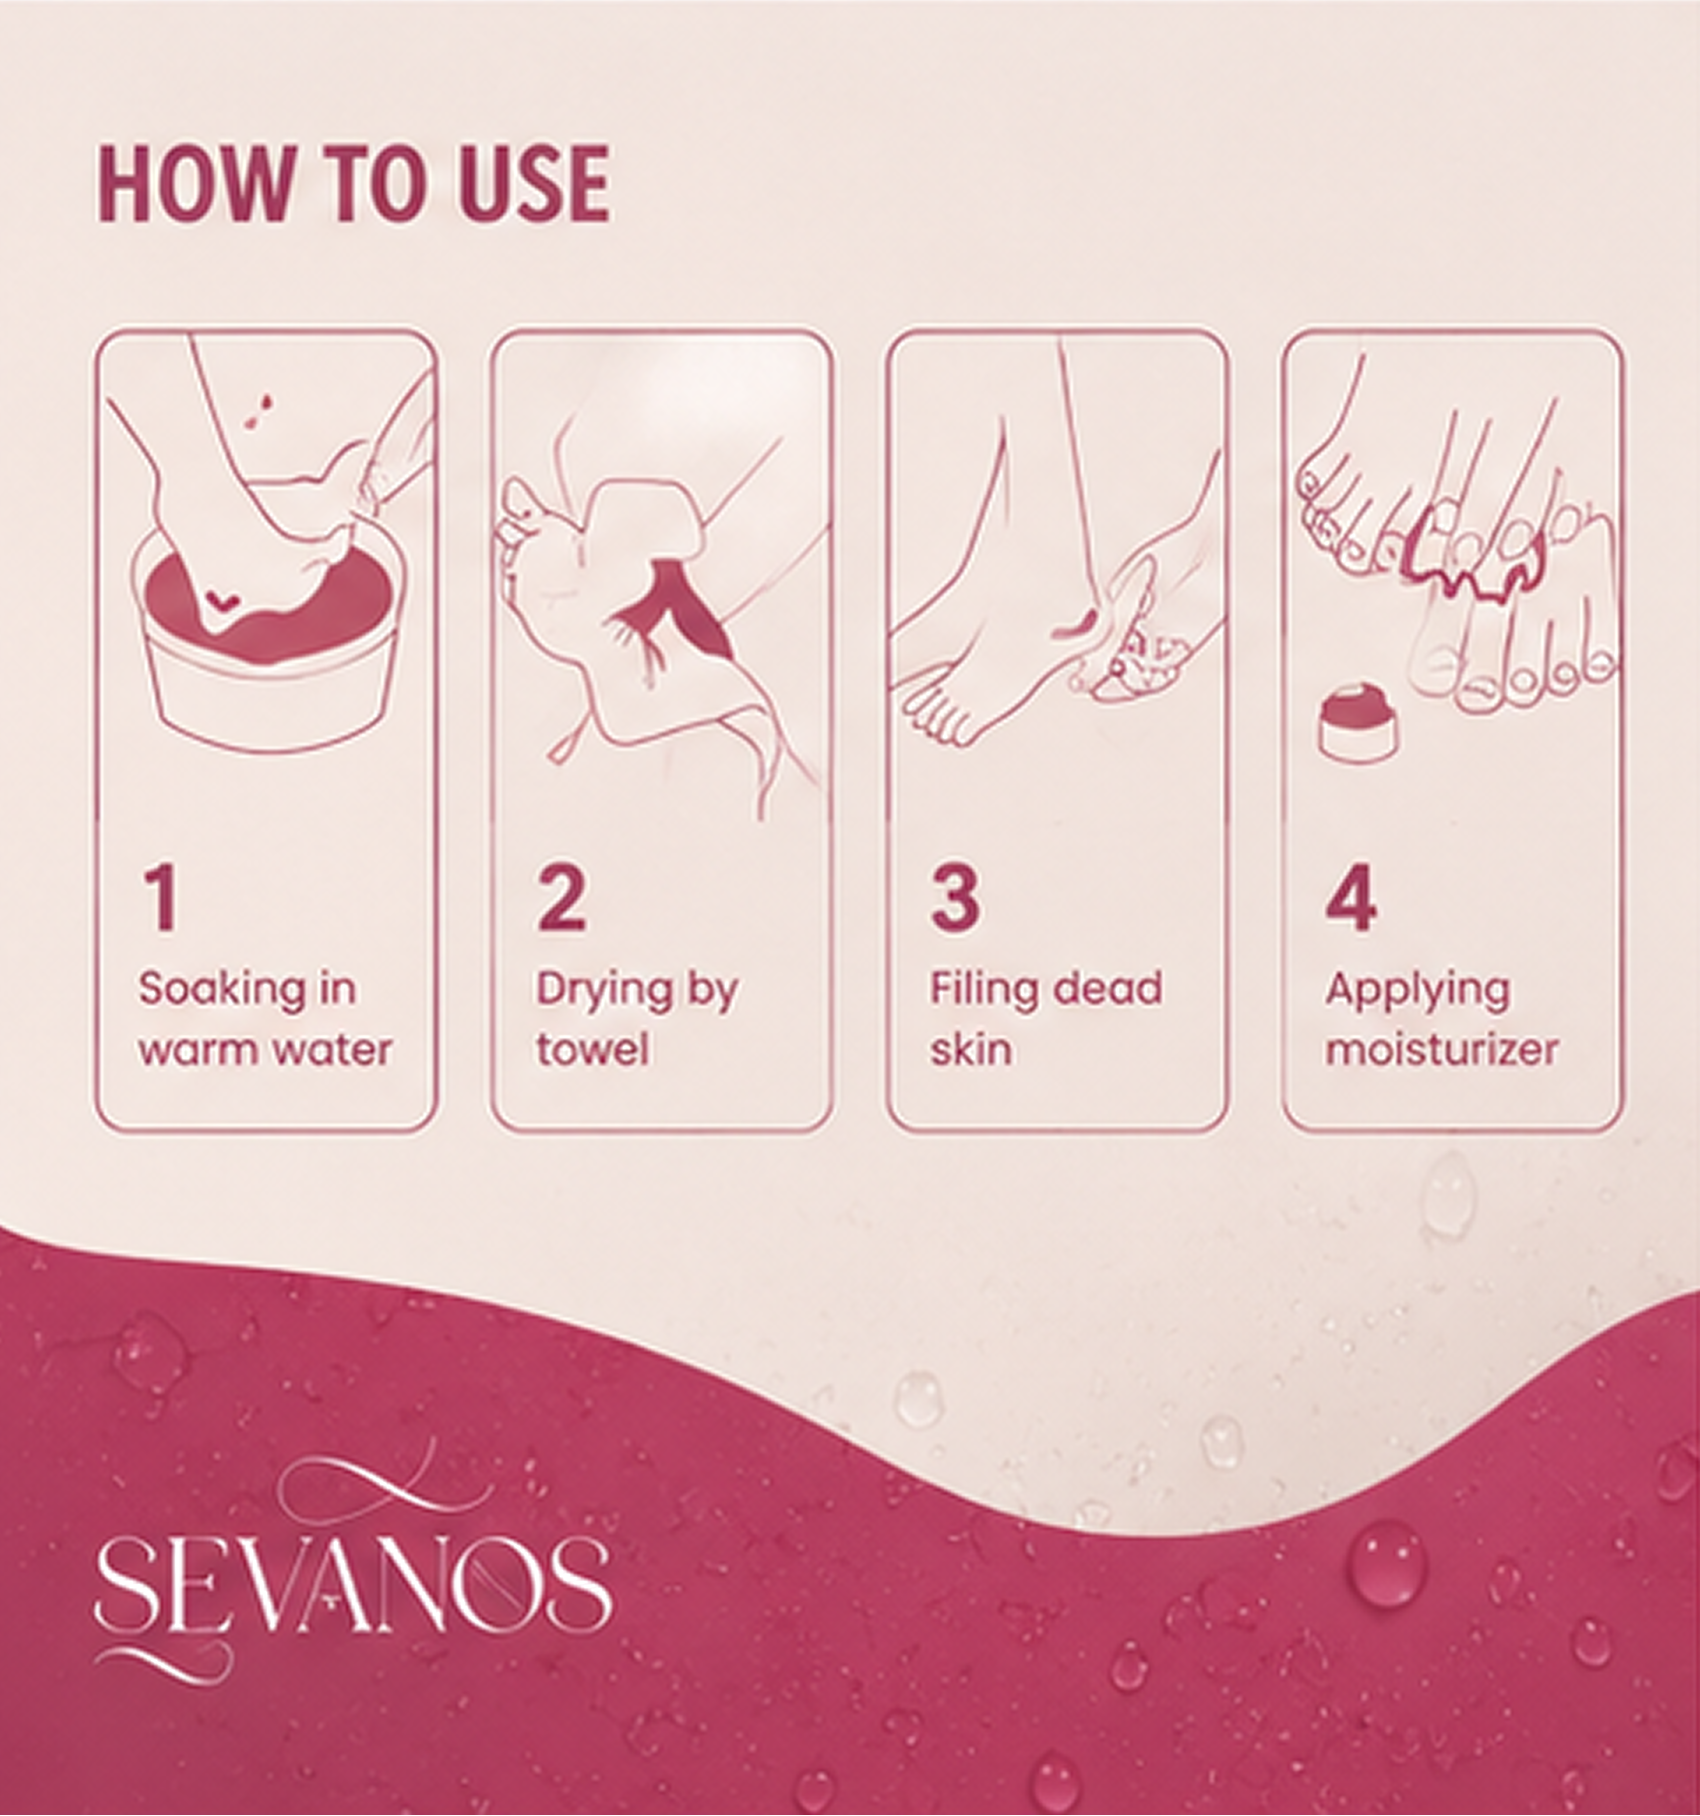 HOW TO USE
1
Soaking in
warm water
2
Drying by
towel
3
Filing dead
skin
4
Applying
moisturizer
SEVANOS